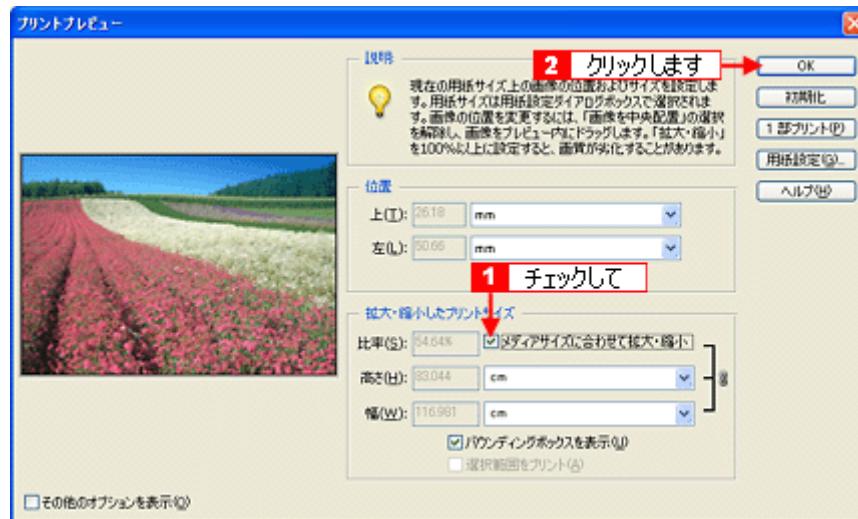 プリントプレビュー
説明
2 クリックします
OK
現在の用紙サイズ上の画像の位置およびサイズを設定しま
す。用紙サイズは用紙設定ダイアログボックスで選択されま
す。画像の位置を変更するには、「画像を中央配置」の選択
を解除し、画像をプレビュー内にドラッグします。「拡大・縮小」
を100%以上に設定すると、画質が劣化することがあります。
初期化
1 部プリント(P)
用紙設定(G)...
ヘルプ(H)
位置
上(T): 26.18 mm
左(L): 50.66 mm
1 チェックして
拡大・縮小したプリントサイズ
比率(S): 54.64% メディアサイズに合わせて拡大・縮小
高さ(H): 83.044 cm
幅(W): 116.981 cm
バウンディングボックスを表示(U)
選択範囲をプリント(A)
その他のオプションを表示(O)